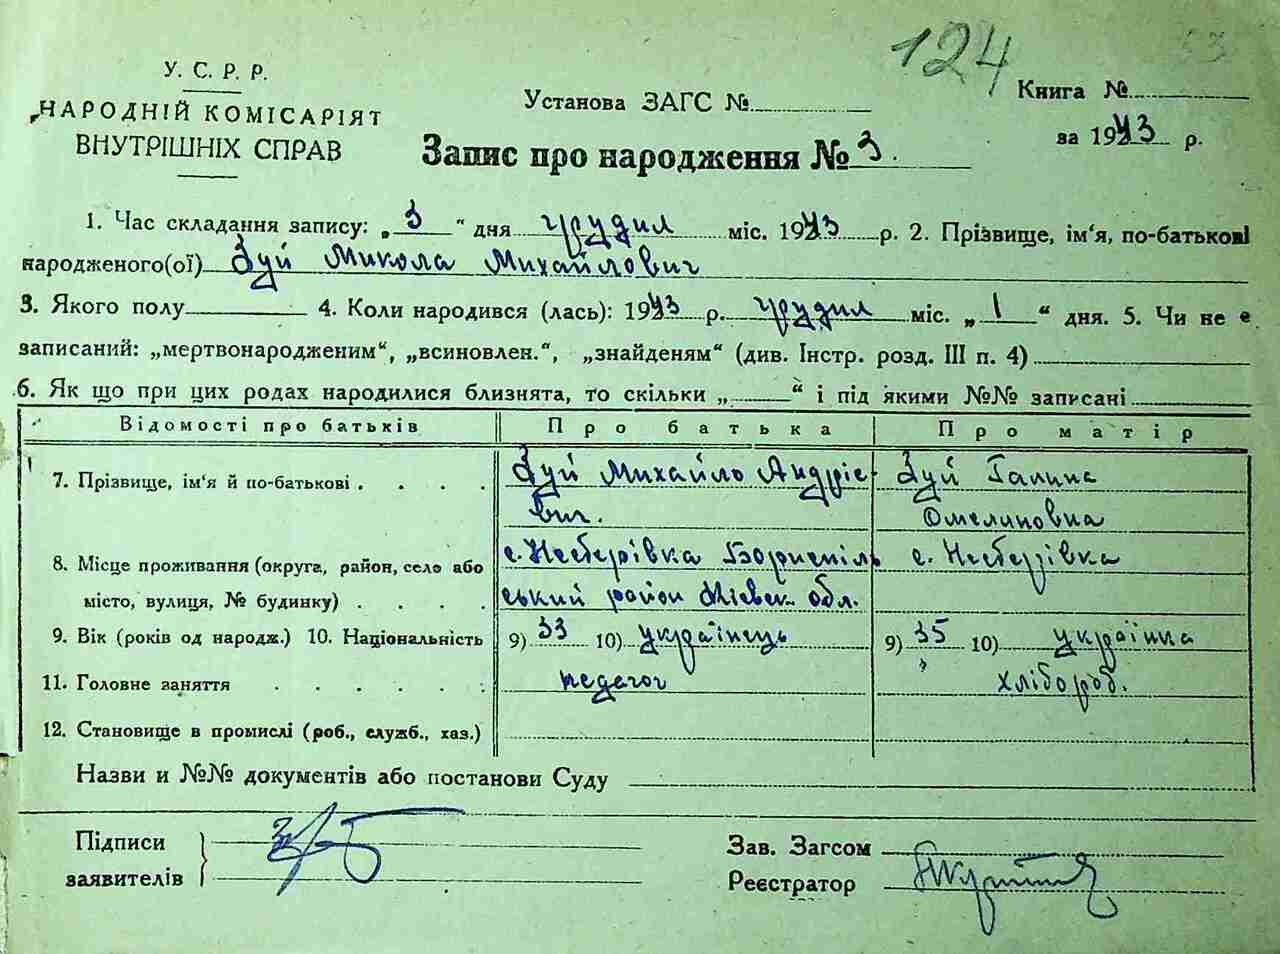 124
У. С. Р. Р.
НАРОДНІЙ КОМІСАРІЯТ
ВНУТРІШНІХ СПРАВ
Установа ЗАГС №
Книга №
за 1943 р.
Запис про народження № 3.
1. Час складання запису: „ 3 " дня грудня міс. 1943 р. 2. Прізвище, ім'я, по-батькові
народженого(ої) Зуй Микола Михайлович
3. Якого полу 4. Коли народився (лась): 1943 р. грудня міс. „ 1 " дня. 5. Чи не є
записаний: „мертвонародженим", „всиновлен.", „знайденям" (див. Інстр. розд. III п. 4)
6. Як що при цих родах народилися близнята, то скільки „ " і під якими №№ записані
Відомості про батьків Про батька Про матір
7. Прізвище, ім'я й по-батькові . . . . Зуй Михайло Андріє- Зуй Галина
вич. Омеляновна
8. Місце проживання (округа, район, село або с. Нестерівка Бориспіль с. Нестерівка
місто, вулиця, № будинку) . . . . ський район Київск. обл.
9. Вік (років од народж.) 10. Національність 9) 33 10) українець 9) 35 10) українка
11. Головне заняття . . . . . . педагог хлібороб.
12. Становище в промислі (роб., служб., хаз.)
Назви и №№ документів або постанови Суду
Підписи
заявителів
Зав. Загсом
Реєстратор